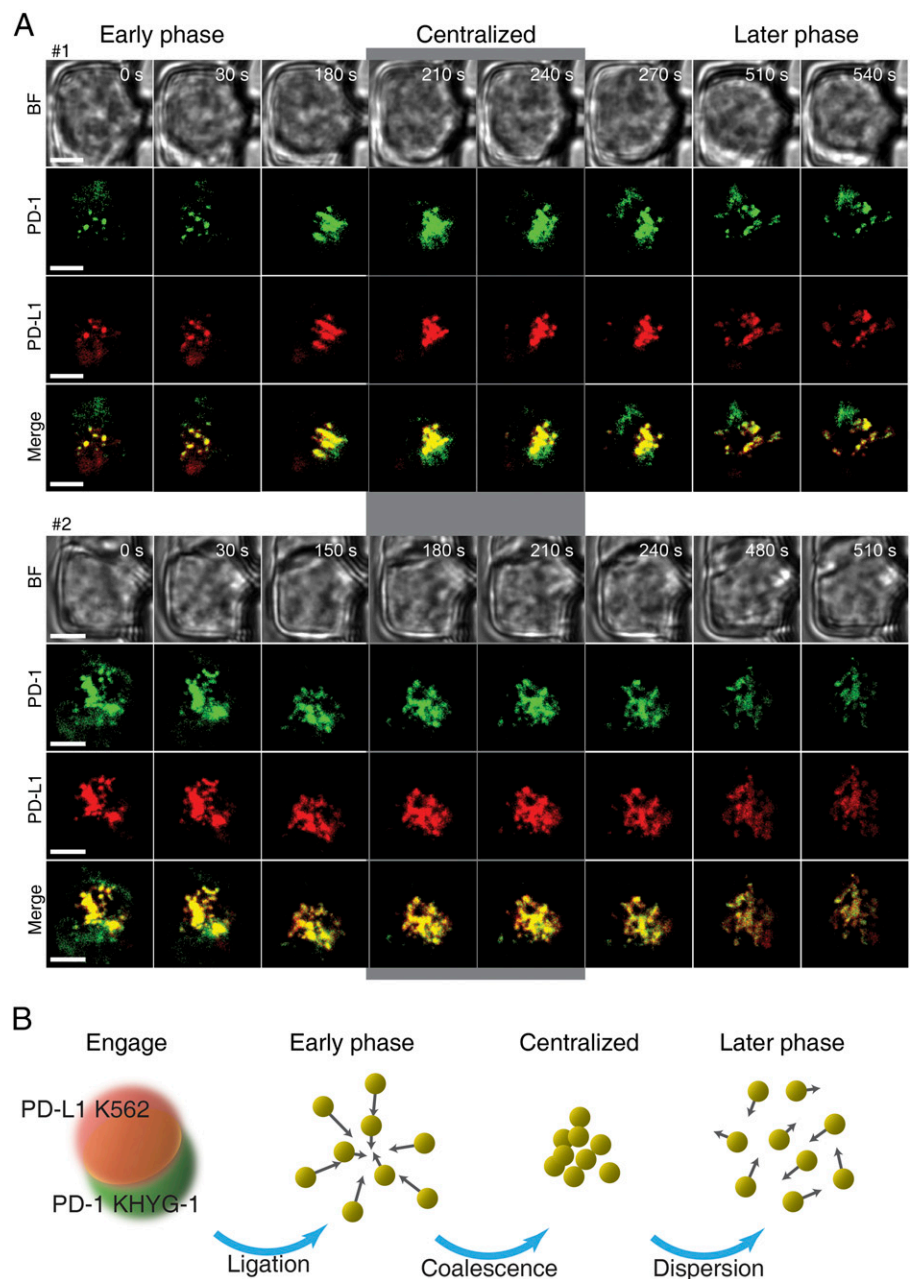 A
Early phase Centralized Later phase
#1
BF 0 s 30 s 180 s 210 s 240 s 270 s 510 s 540 s
PD-1
PD-L1
Merge
#2
BF 0 s 30 s 150 s 180 s 210 s 240 s 480 s 510 s
PD-1
PD-L1
Merge
B
Engage Early phase Centralized Later phase
PD-L1 K562
PD-1 KHYG-1
Ligation Coalescence Dispersion